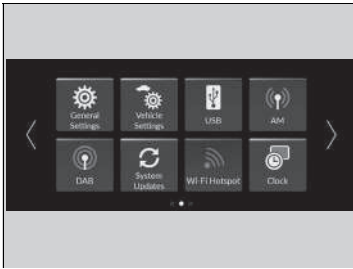 General
Settings
Vehicle
Settings
USB
AM
DAB
System
Updates
Wi-Fi Hotspot
Clock